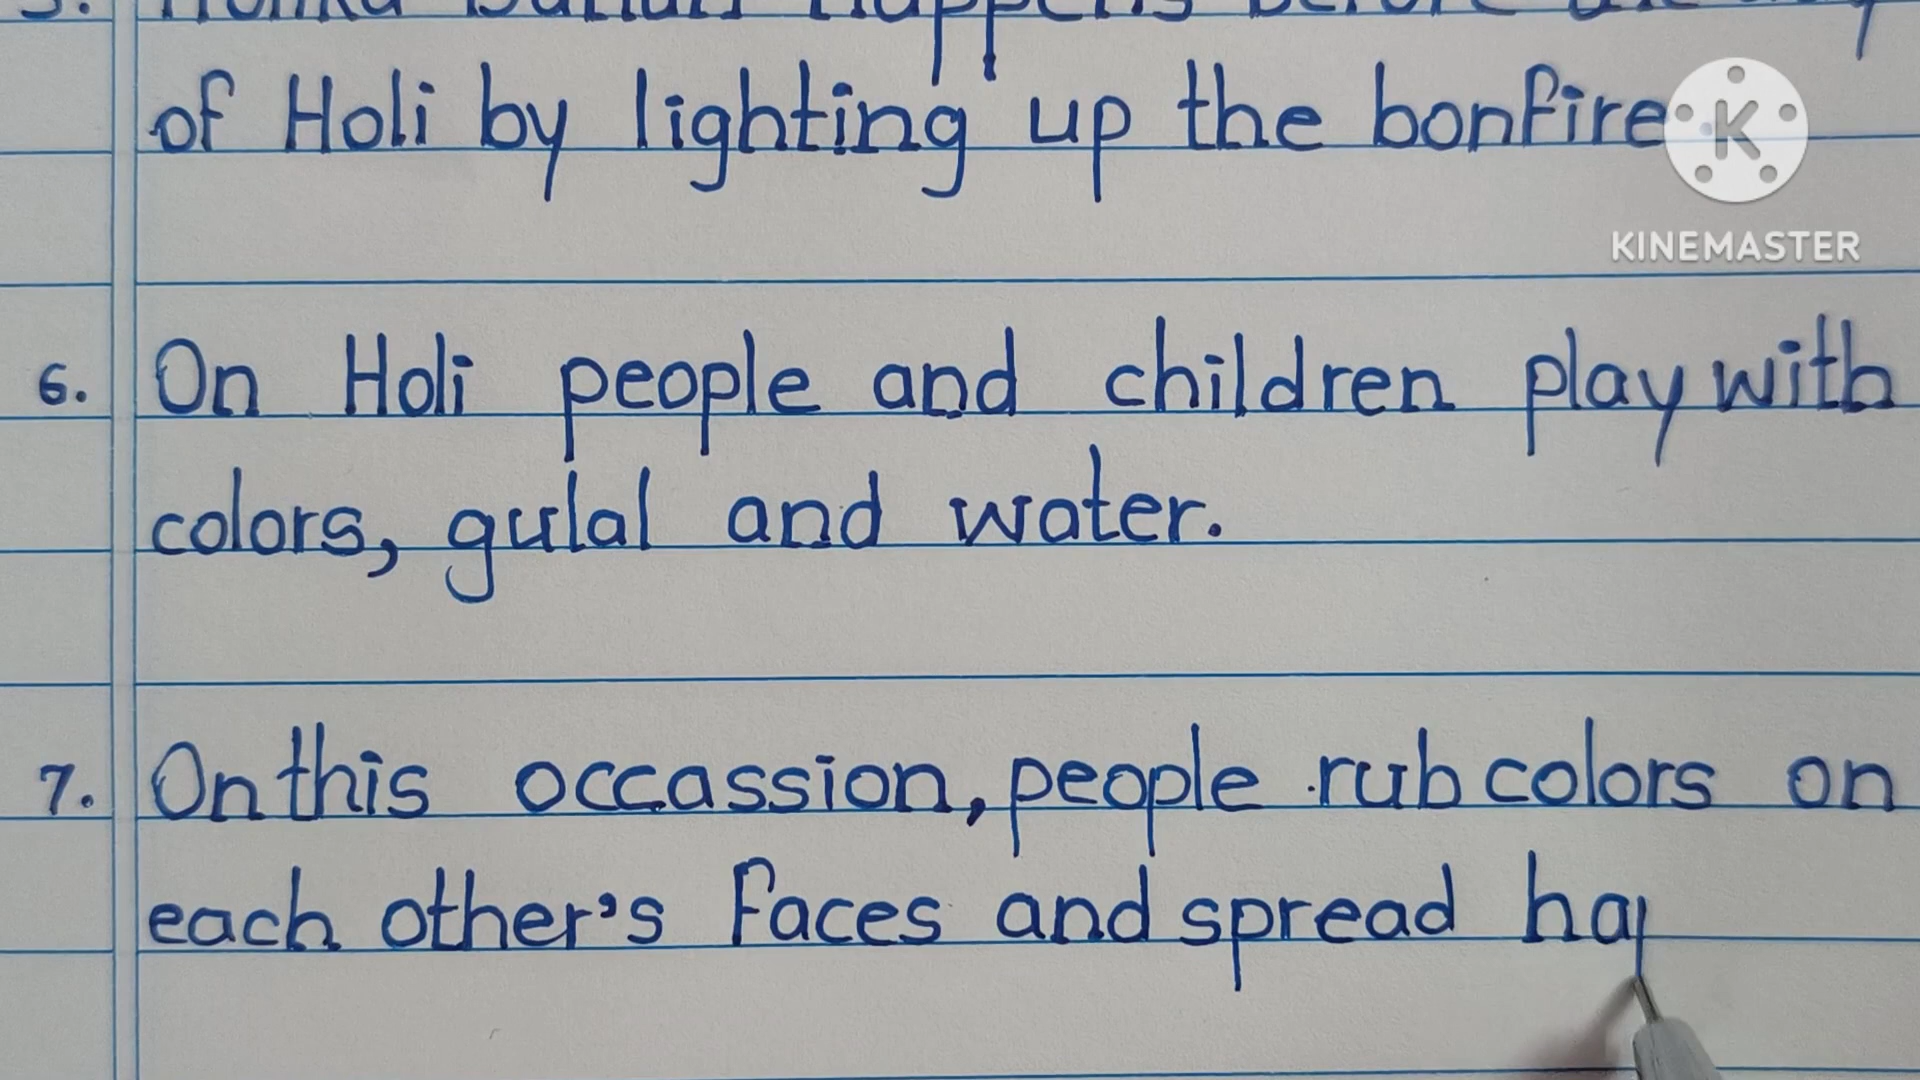 of Holi by lighting up the bonfire
KINEMASTER
6. On Holi people and children play with
colors, gulal and water.
7. On this occassion, people rub colors on
each other's faces and spread